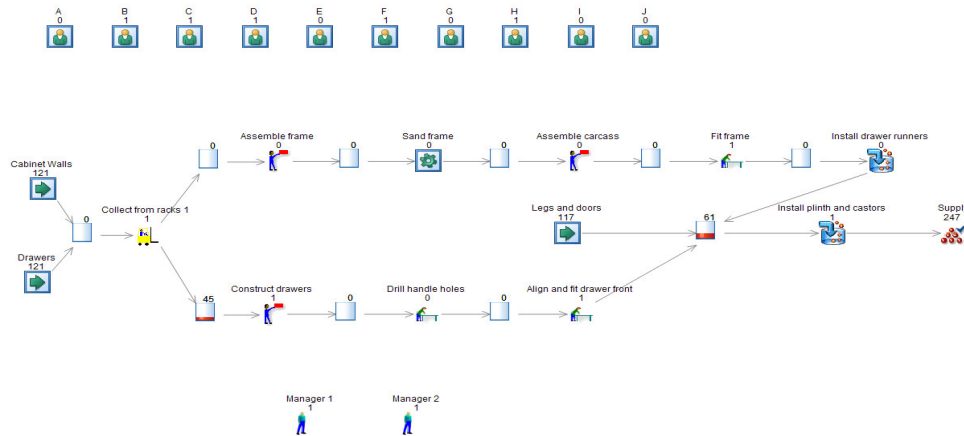 A B C D E F G H I J
0 1 1 1 0 1 0 1 0 0
Assemble frame Sand frame Assemble carcass Fit frame Install drawer runners
0 0 0 0 0 0 0 1 0 0
Cabinet Walls
121
Collect from racks 1
0 1
Legs and doors
117
61
Install plinth and castors
1
Suppl
247
Drawers
121
Construct drawers Drill handle holes Align and fit drawer front
45 1 0 0 0 1
Manager 1 Manager 2
1 1